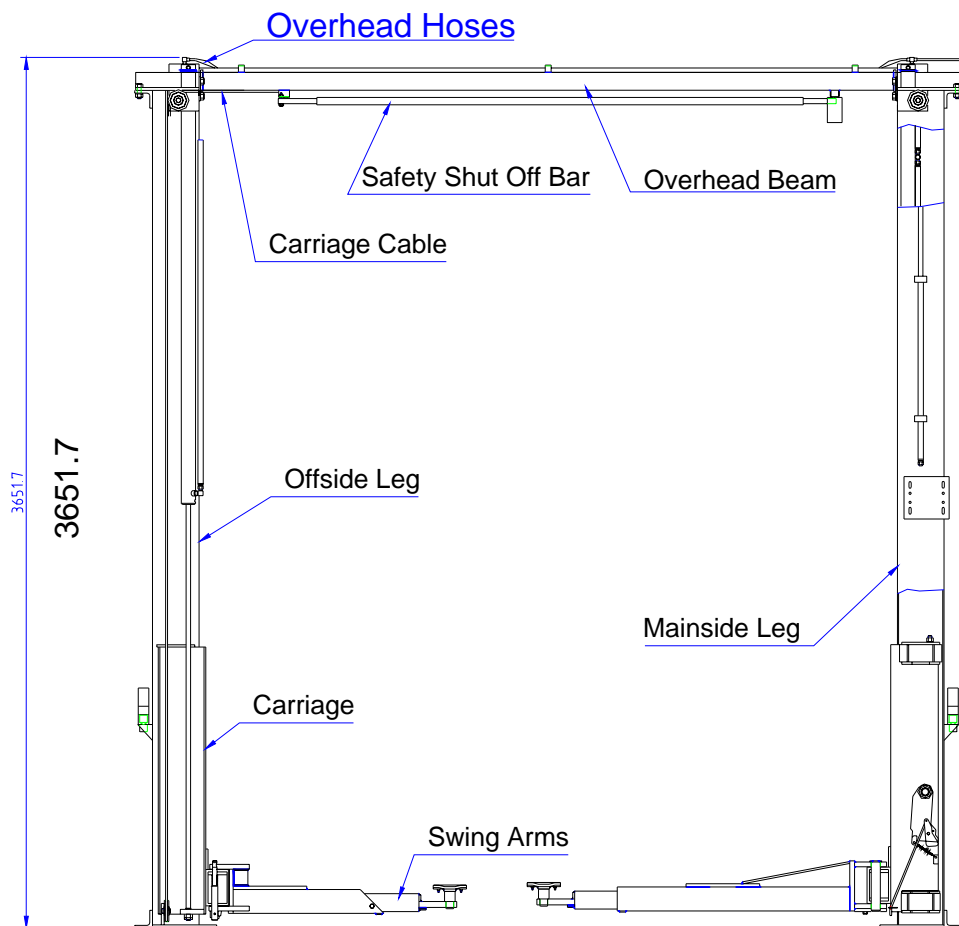 Overhead Hoses
Safety Shut Off Bar
Overhead Beam
Carriage Cable
Offside Leg
3651.7
3651.7
Mainside Leg
Carriage
Swing Arms